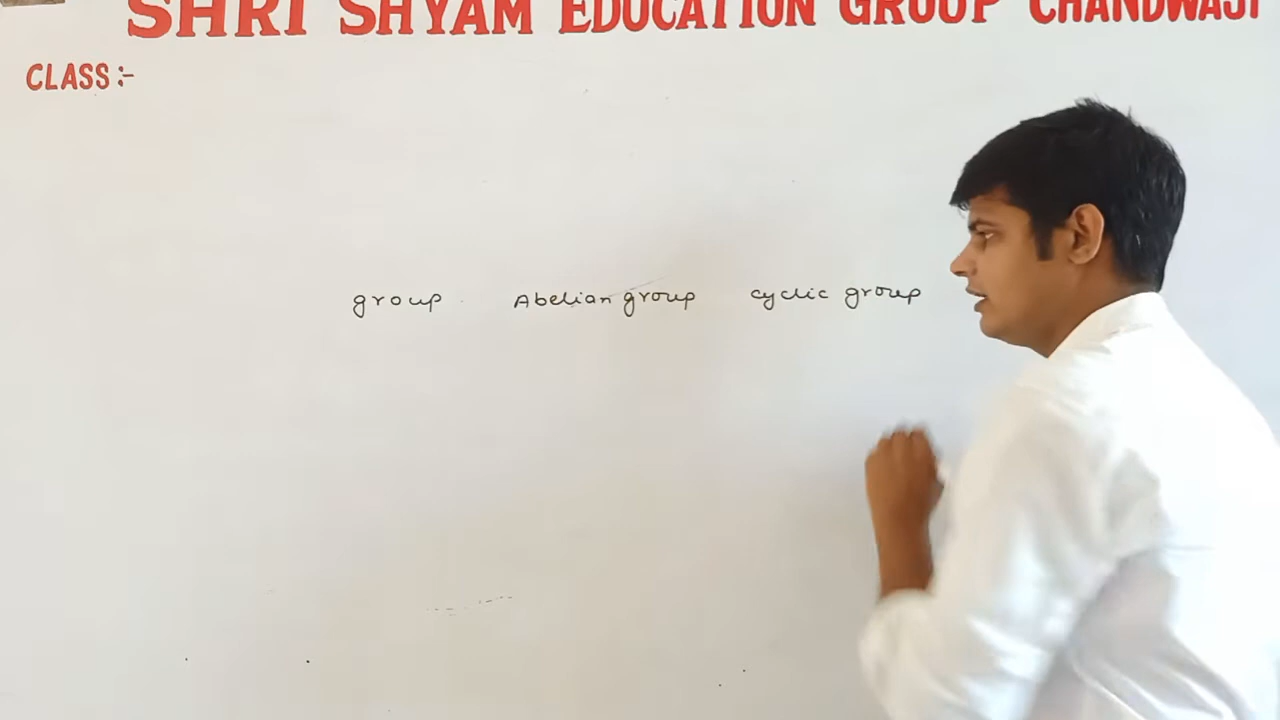 SHRI SHYAM EDUCATION GROUP CHANDWAJI
CLASS :-
group Abelian group cyclic group